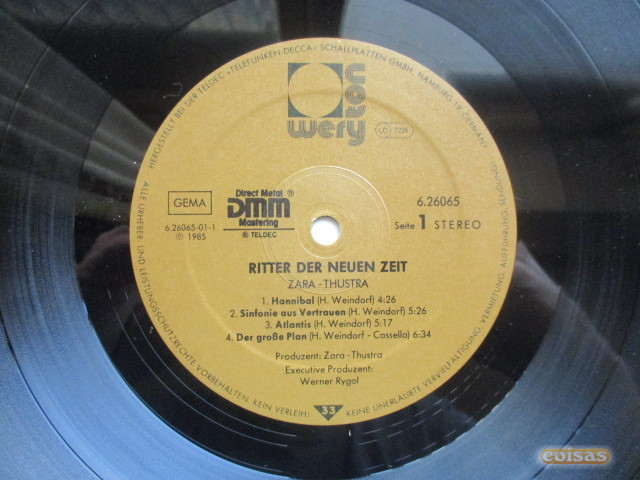 HERGESTELLT BEI DER TELDEC »TELEFUNKEN-DECCA« SCHALLPLATTEN GMBH, HAMBURG 19 GERMANY.
con
wery
LC 7226
GEMA
Direct Metal ®
DMM
Mastering
® TELDEC
6.26065
6.26065-01-1
Ⓟ 1985
Seite 1 STEREO
RITTER DER NEUEN ZEIT
ZARA-THUSTRA
1. Hannibal (H. Weindorf) 4:26
2. Sinfonie aus Vertrauen (H. Weindorf) 5:26
3. Atlantis (H. Weindorf) 5:17
4. Der große Plan (H. Weindorf - Cassella) 6:34
Produzent: Zara-Thustra
Executive Produzent:
Werner Rygol
33
ALLE URHEBER- UND LEISTUNGSSCHUTZRECHTE VORBEHALTEN. KEIN VERLEIH! KEINE UNERLAUBTE VERVIELFÄLTIGUNG, VERMIETUNG, AUFFÜHRUNG, SENDUNG!
eoisas